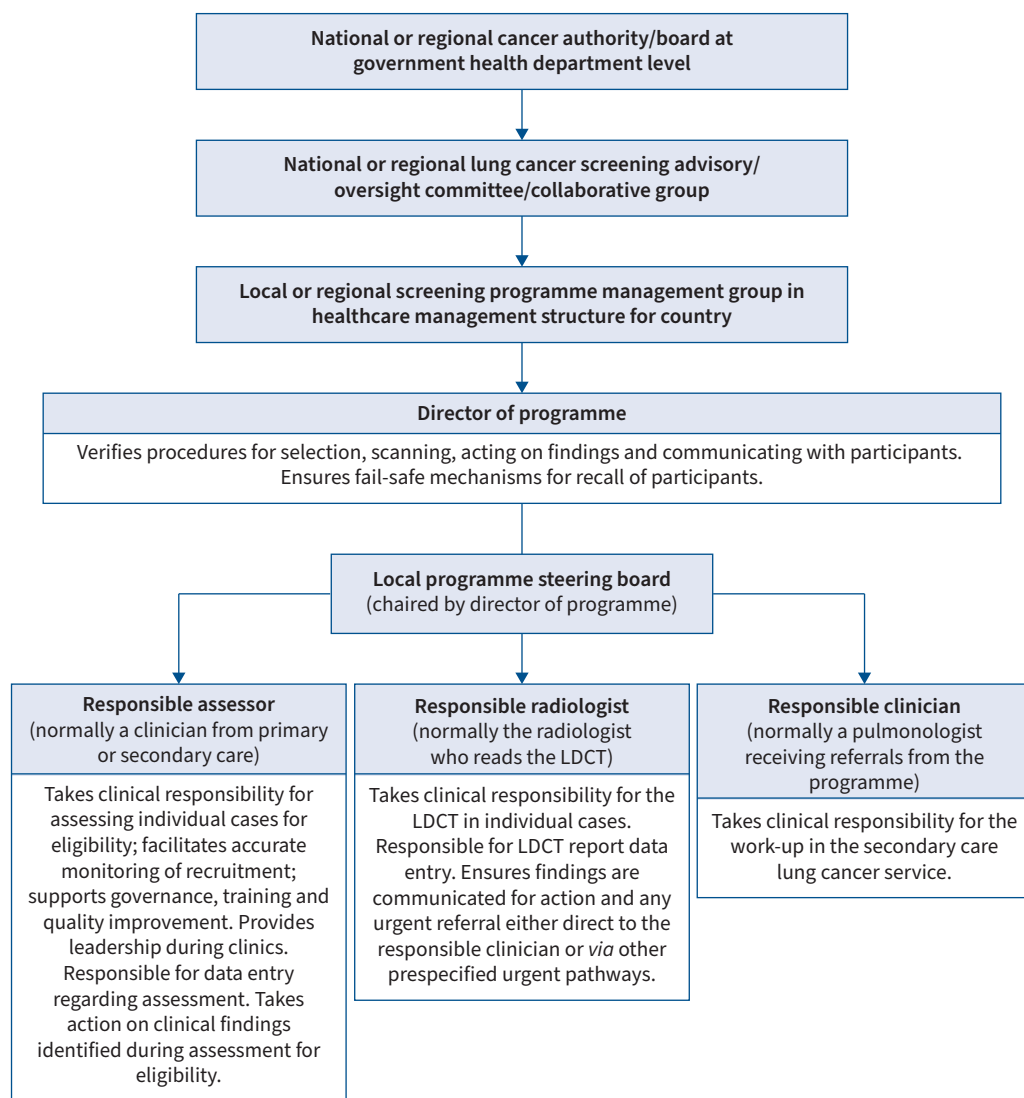 National or regional cancer authority/board at
government health department level
National or regional lung cancer screening advisory/
oversight committee/collaborative group
Local or regional screening programme management group in
healthcare management structure for country
Director of programme
Verifies procedures for selection, scanning, acting on findings and communicating with participants.
Ensures fail-safe mechanisms for recall of participants.
Local programme steering board
(chaired by director of programme)
Responsible assessor
(normally a clinician from primary
or secondary care)
Takes clinical responsibility for
assessing individual cases for
eligibility; facilitates accurate
monitoring of recruitment;
supports governance, training and
quality improvement. Provides
leadership during clinics.
Responsible for data entry
regarding assessment. Takes
action on clinical findings
identified during assessment for
eligibility.
Responsible radiologist
(normally the radiologist
who reads the LDCT)
Takes clinical responsibility for the
LDCT in individual cases.
Responsible for LDCT report data
entry. Ensures findings are
communicated for action and any
urgent referral either direct to the
responsible clinician or via other
prespecified urgent pathways.
Responsible clinician
(normally a pulmonologist
receiving referrals from the
programme)
Takes clinical responsibility for the
work-up in the secondary care
lung cancer service.